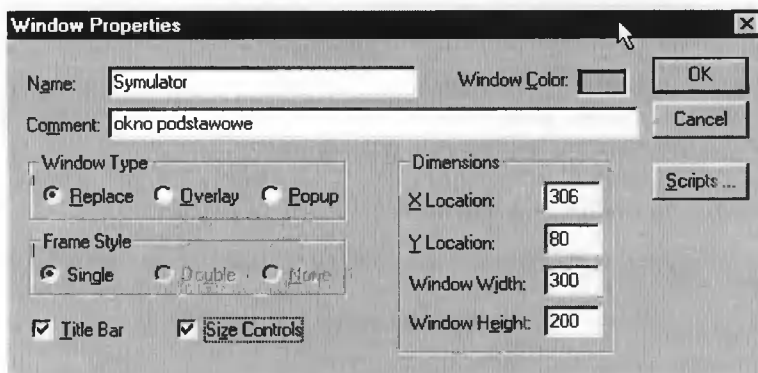 Window Properties
Name: Symulator Window Color: OK
Comment: okno podstawowe Cancel
Window Type Dimensions Scripts ...
Replace Overlay Popup X Location: 306
Frame Style Y Location: 80
Single Double None Window Width: 300
Title Bar Size Controls Window Height: 200